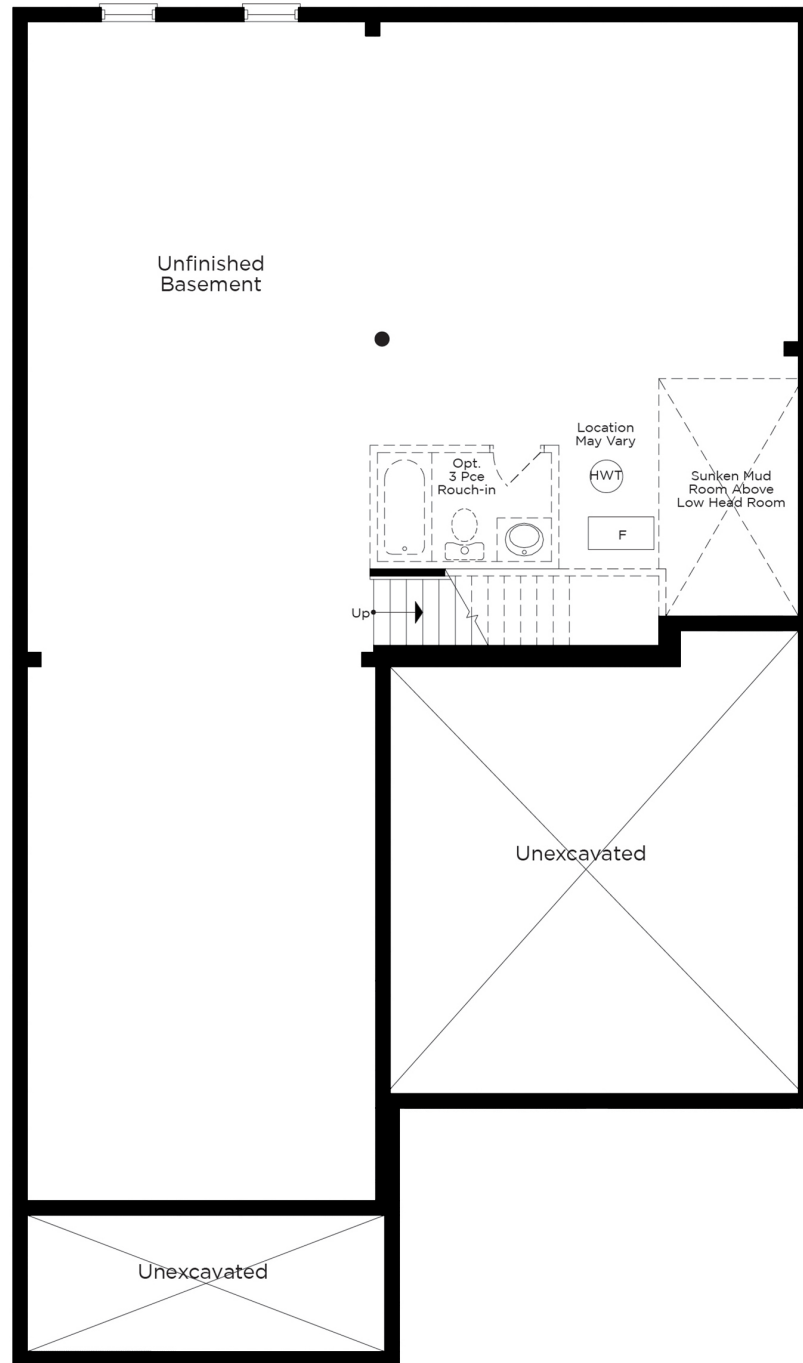 Unfinished
Basement
Location
May Vary
Opt.
3 Pce
Rouch-in
HWT
Sunken Mud
Room Above
Low Head Room
F
Up
Unexcavated
Unexcavated